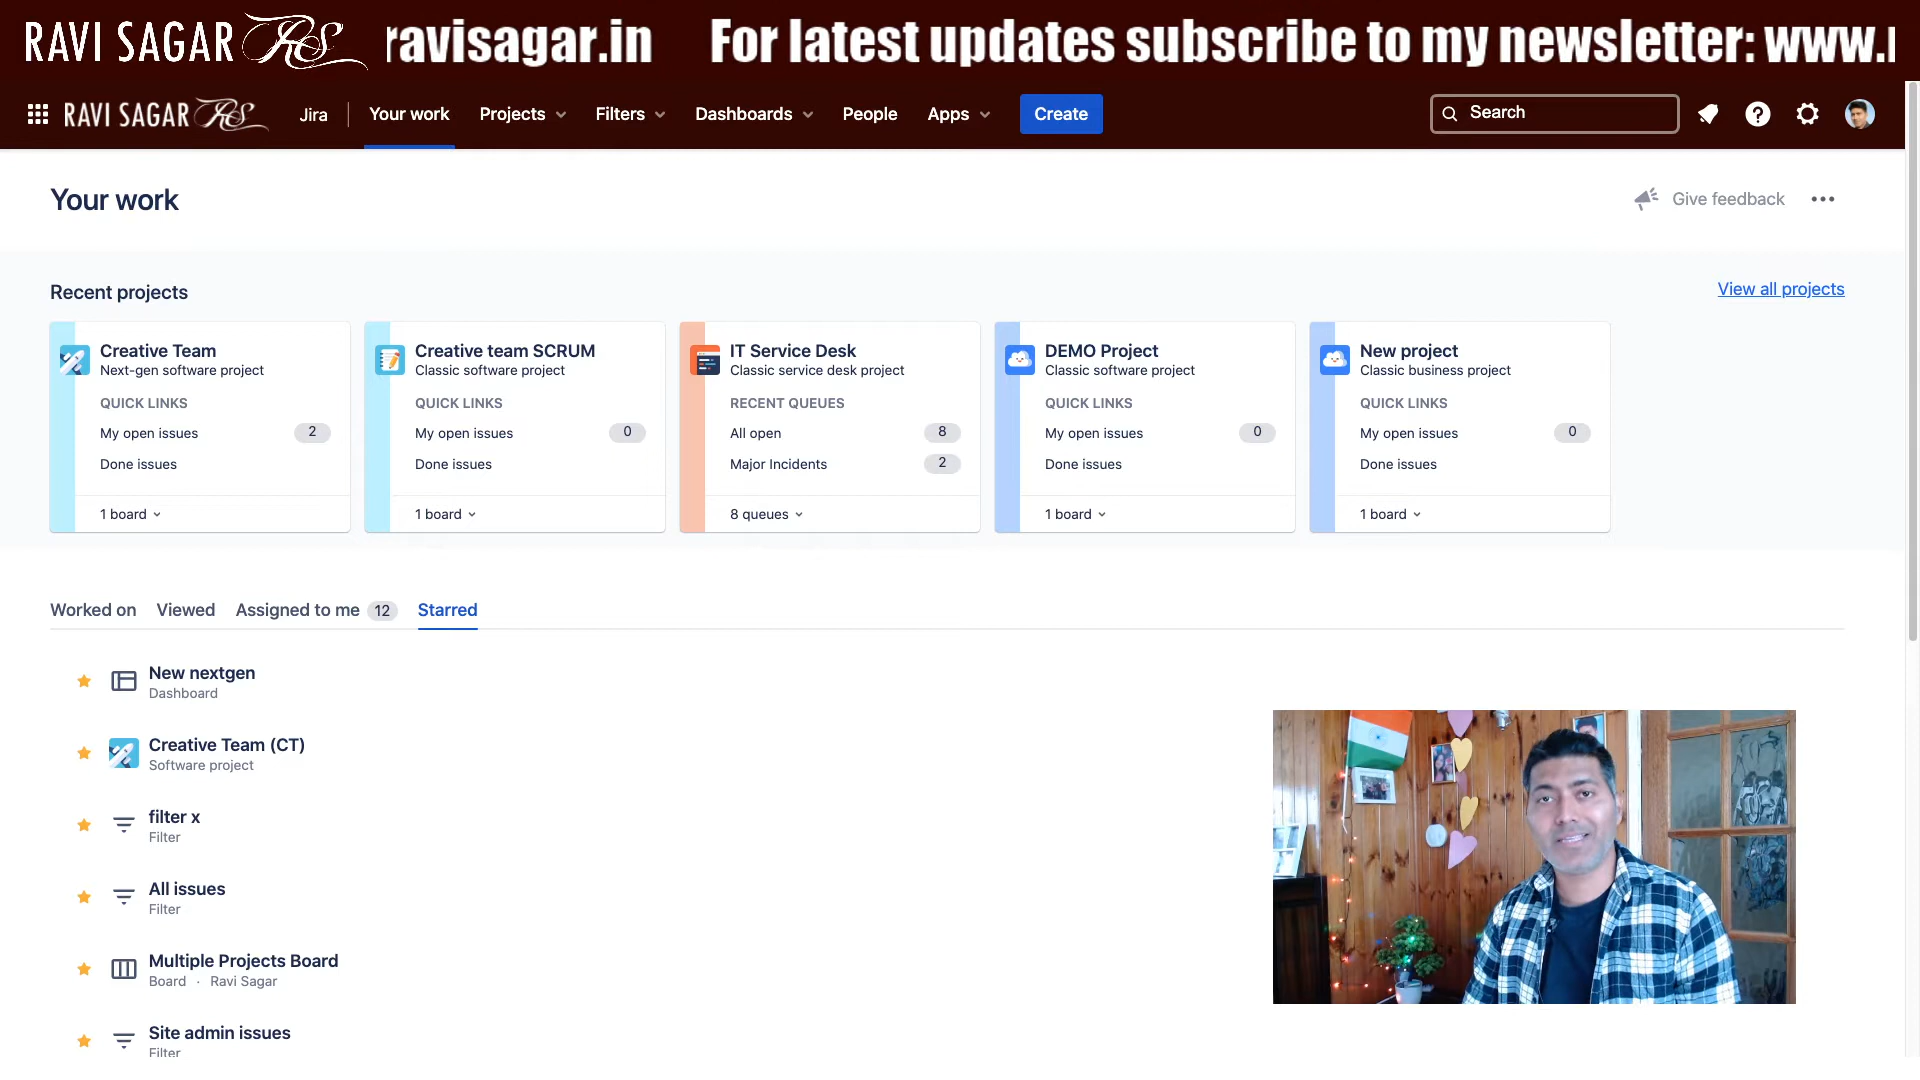 RAVI SAGAR RS ravisagar.in For latest updates subscribe to my newsletter: www.
RAVI SAGAR RS Jira Your work Projects Filters Dashboards People Apps Create Search
Your work
Give feedback
Recent projects
View all projects
Creative Team
Next-gen software project
QUICK LINKS
My open issues 2
Done issues
1 board
Creative team SCRUM
Classic software project
QUICK LINKS
My open issues 0
Done issues
1 board
IT Service Desk
Classic service desk project
RECENT QUEUES
All open 8
Major Incidents 2
8 queues
DEMO Project
Classic software project
QUICK LINKS
My open issues 0
Done issues
1 board
New project
Classic business project
QUICK LINKS
My open issues 0
Done issues
1 board
Worked on Viewed Assigned to me 12 Starred
New nextgen
Dashboard
Creative Team (CT)
Software project
filter x
Filter
All issues
Filter
Multiple Projects Board
Board · Ravi Sagar
Site admin issues
Filter